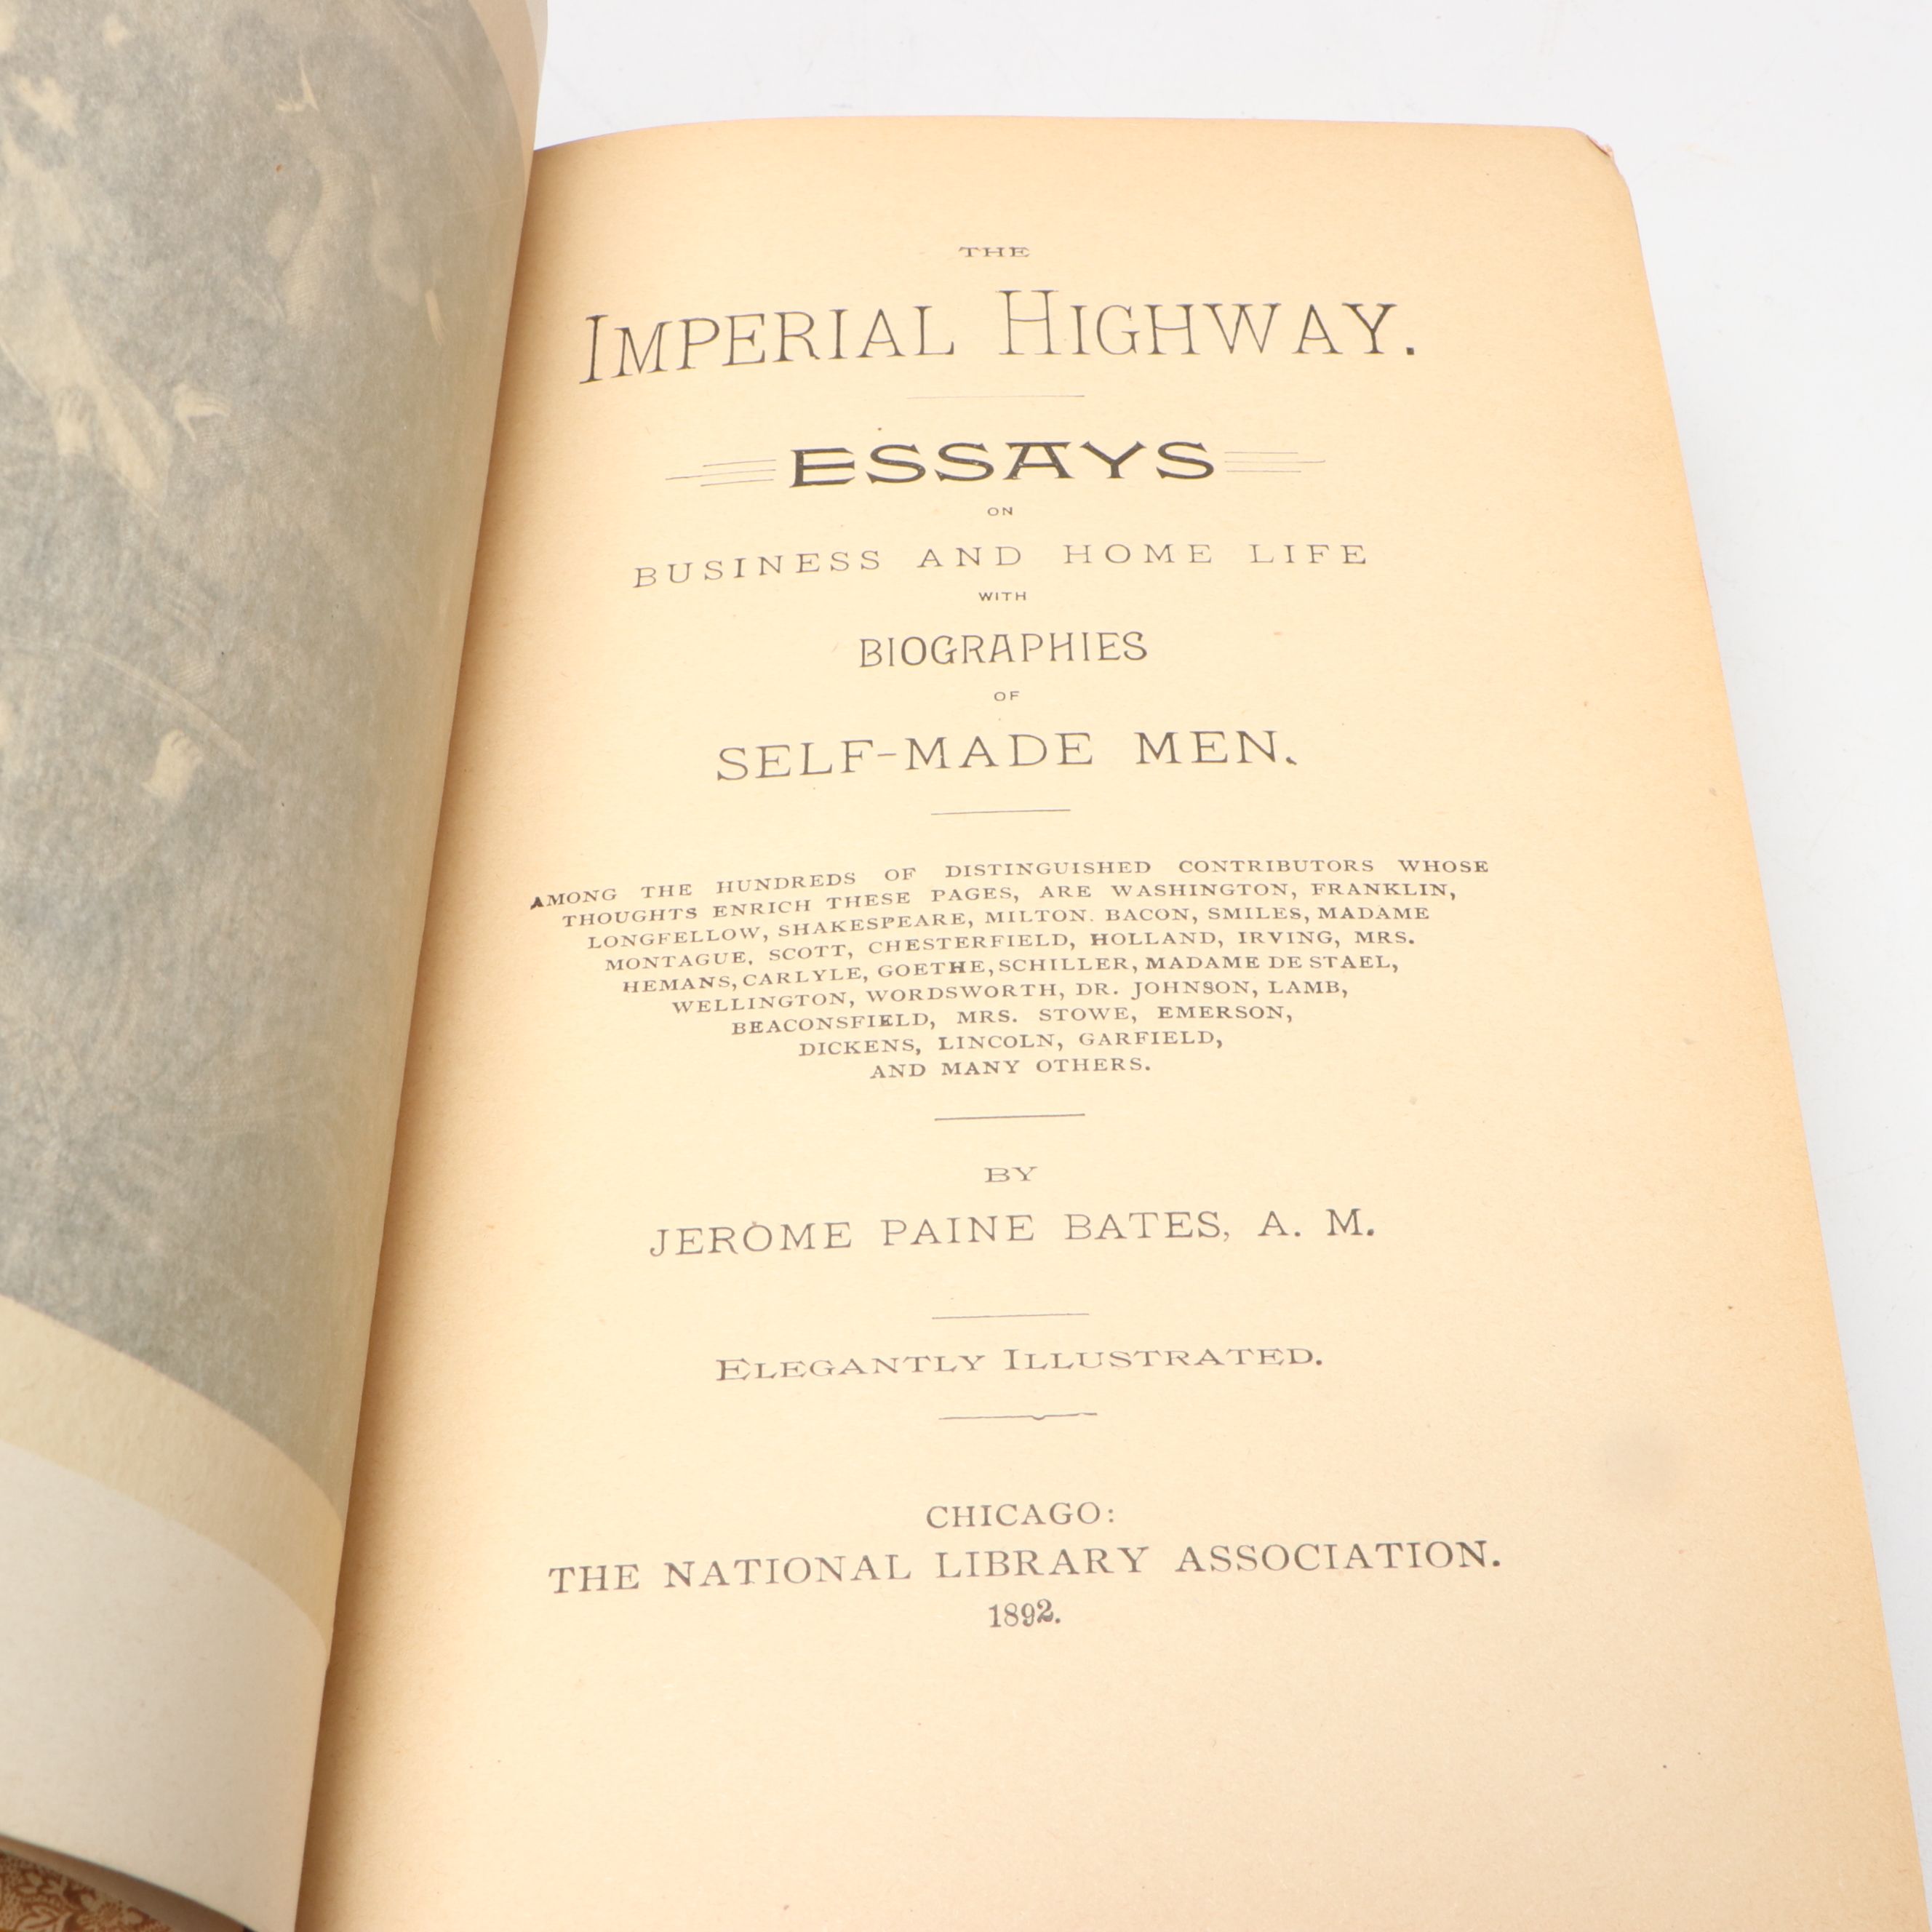 THE
IMPERIAL HIGHWAY.
ESSAYS
ON
BUSINESS AND HOME LIFE
WITH
BIOGRAPHIES
OF
SELF-MADE MEN.
AMONG THE HUNDREDS OF DISTINGUISHED CONTRIBUTORS WHOSE
THOUGHTS ENRICH THESE PAGES, ARE WASHINGTON, FRANKLIN,
LONGFELLOW, SHAKESPEARE, MILTON. BACON, SMILES, MADAME
MONTAGUE, SCOTT, CHESTERFIELD, HOLLAND, IRVING, MRS.
HEMANS, CARLYLE, GOETHE, SCHILLER, MADAME DE STAEL,
WELLINGTON, WORDSWORTH, DR. JOHNSON, LAMB,
BEACONSFIELD, MRS. STOWE, EMERSON,
DICKENS, LINCOLN, GARFIELD,
AND MANY OTHERS.
BY
JEROME PAINE BATES, A. M.
ELEGANTLY ILLUSTRATED.
CHICAGO:
THE NATIONAL LIBRARY ASSOCIATION.
1892.